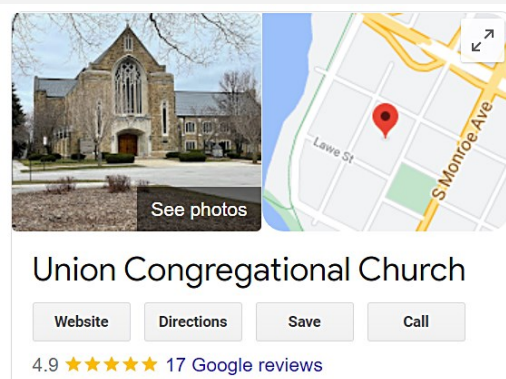 See photos
Lawe St
S Monroe Ave
Union Congregational Church
Website Directions Save Call
4.9 17 Google reviews